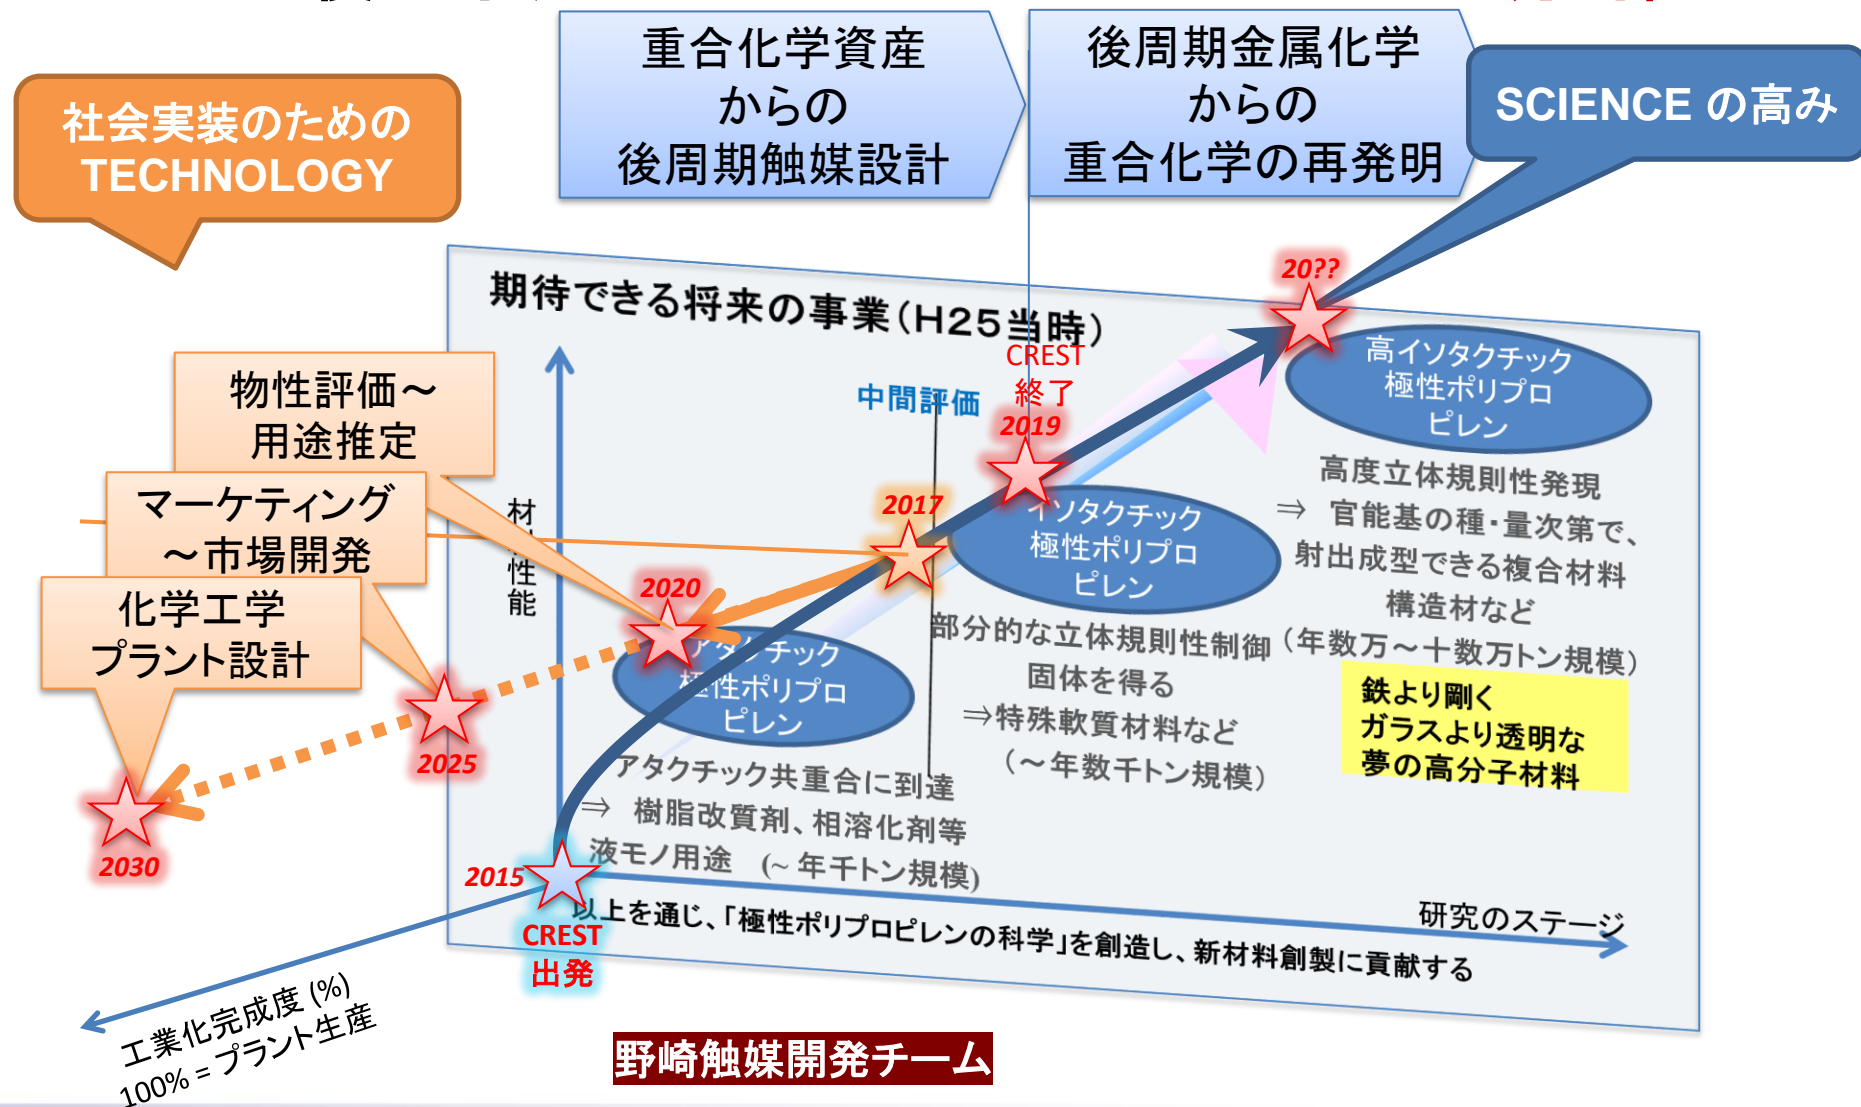 重合化学資産
からの
後周期触媒設計
後周期金属化学
からの
重合化学の再発明
SCIENCE の高み
社会実装のための
TECHNOLOGY
期待できる将来の事業（H25当時）
20??
CREST
終了
2019
中間評価
高イソタクチック
極性ポリプロ
ピレン
物性評価～
用途推定
マーケティング
～市場開発
化学工学
プラント設計
性
能
2017
イソタクチック
極性ポリプロ
ピレン
高度立体規則性発現
⇒ 官能基の種・量次第で、
射出成型できる複合材料
構造材など
（年数万～十数万トン規模）
鉄より剛く
ガラスより透明な
夢の高分子材料
2020
アタクチック
極性ポリプロ
ピレン
部分的な立体規則性制御
固体を得る
⇒特殊軟質材料など
（～年数千トン規模）
2025
2030
アタクチック共重合に到達
⇒ 樹脂改質剤、相溶化剤等
液モノ用途 (~ 年千トン規模)
2015
CREST
出発
研究のステージ
以上を通じ、「極性ポリプロピレンの科学」を創造し、新材料創製に貢献する
工業化完成度 (%)
100% = プラント生産
野崎触媒開発チーム